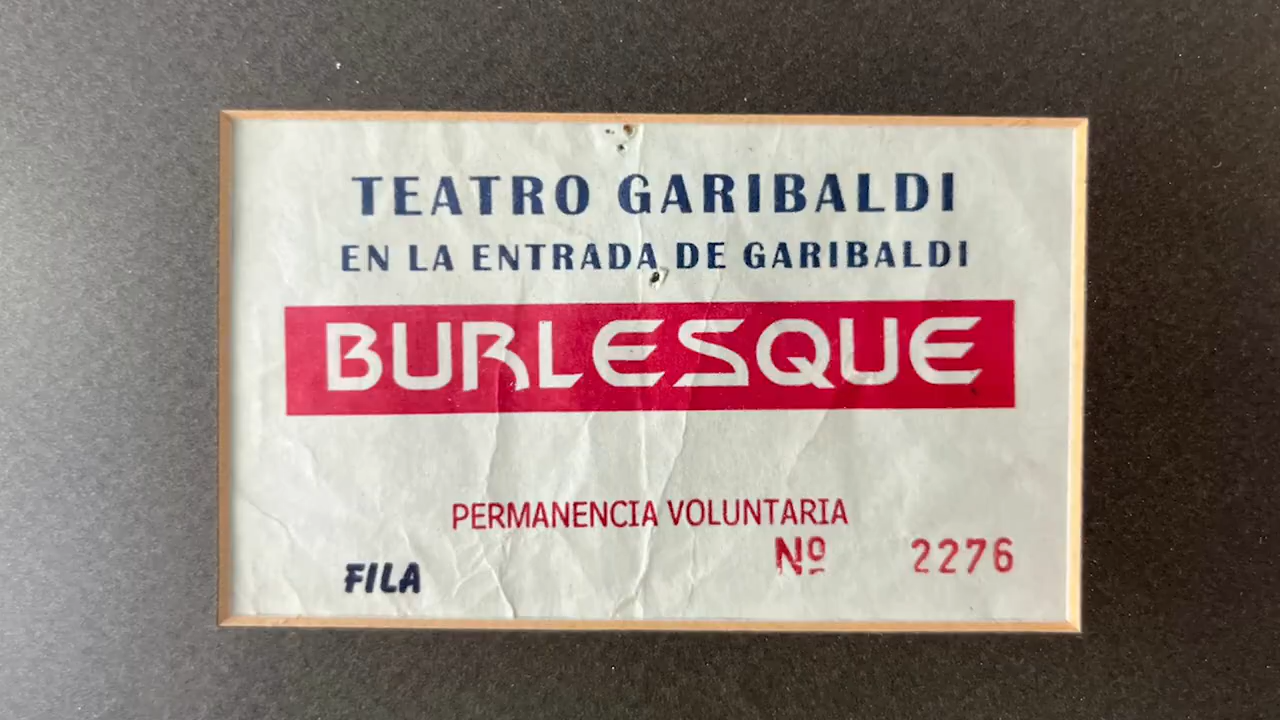 TEATRO GARIBALDI
EN LA ENTRADA DE GARIBALDI
BURLESQUE
PERMANENCIA VOLUNTARIA
Nº 2276
FILA